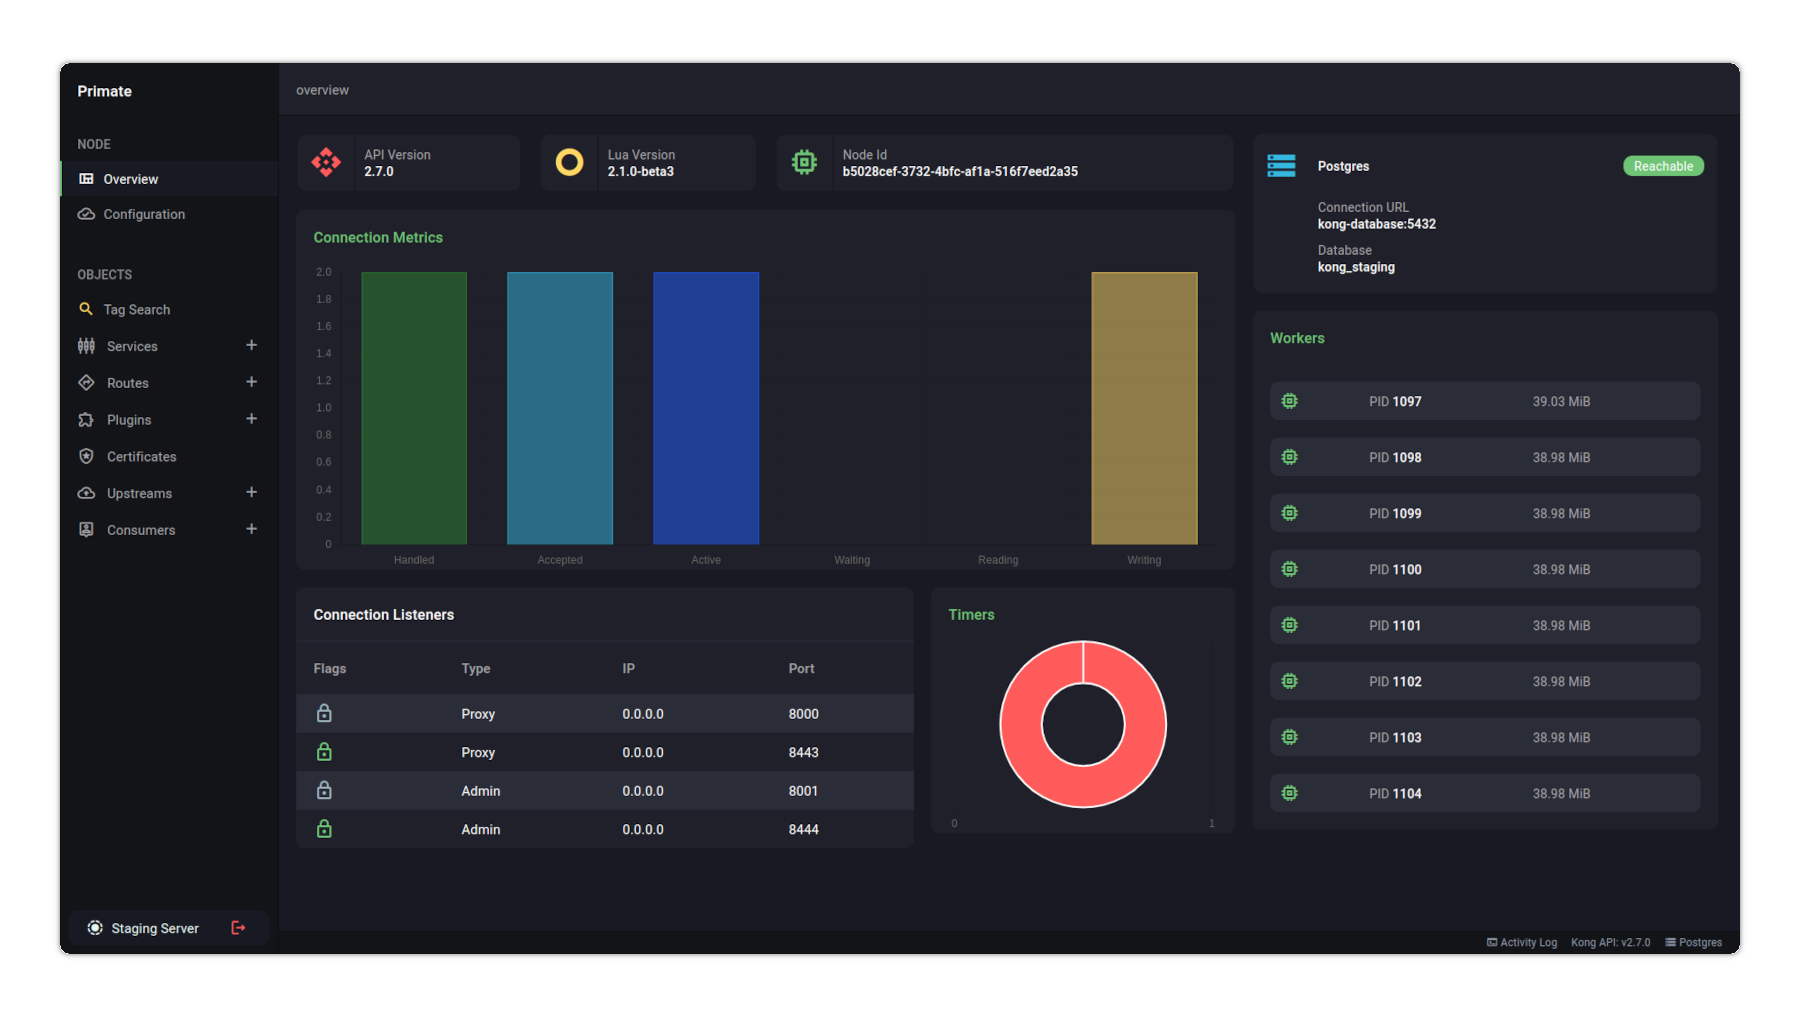 Primate
NODE
Overview
Configuration
OBJECTS
Tag Search
Services +
Routes +
Plugins +
Certificates
Upstreams +
Consumers +
Staging Server
overview
API Version
2.7.0
Lua Version
2.1.0-beta3
Node Id
b5028cef-3732-4bfc-af1a-516f7eed2a35
Connection Metrics
2.0
1.8
1.6
1.4
1.2
1.0
0.8
0.6
0.4
0.2
0
Handled Accepted Active Waiting Reading Writing
Connection Listeners
Flags Type IP Port
Proxy 0.0.0.0 8000
Proxy 0.0.0.0 8443
Admin 0.0.0.0 8001
Admin 0.0.0.0 8444
Timers
0 1
Postgres Reachable
Connection URL
kong-database:5432
Database
kong_staging
Workers
PID 1097 39.03 MiB
PID 1098 38.98 MiB
PID 1099 38.98 MiB
PID 1100 38.98 MiB
PID 1101 38.98 MiB
PID 1102 38.98 MiB
PID 1103 38.98 MiB
PID 1104 38.98 MiB
Activity Log Kong API: v2.7.0 Postgres